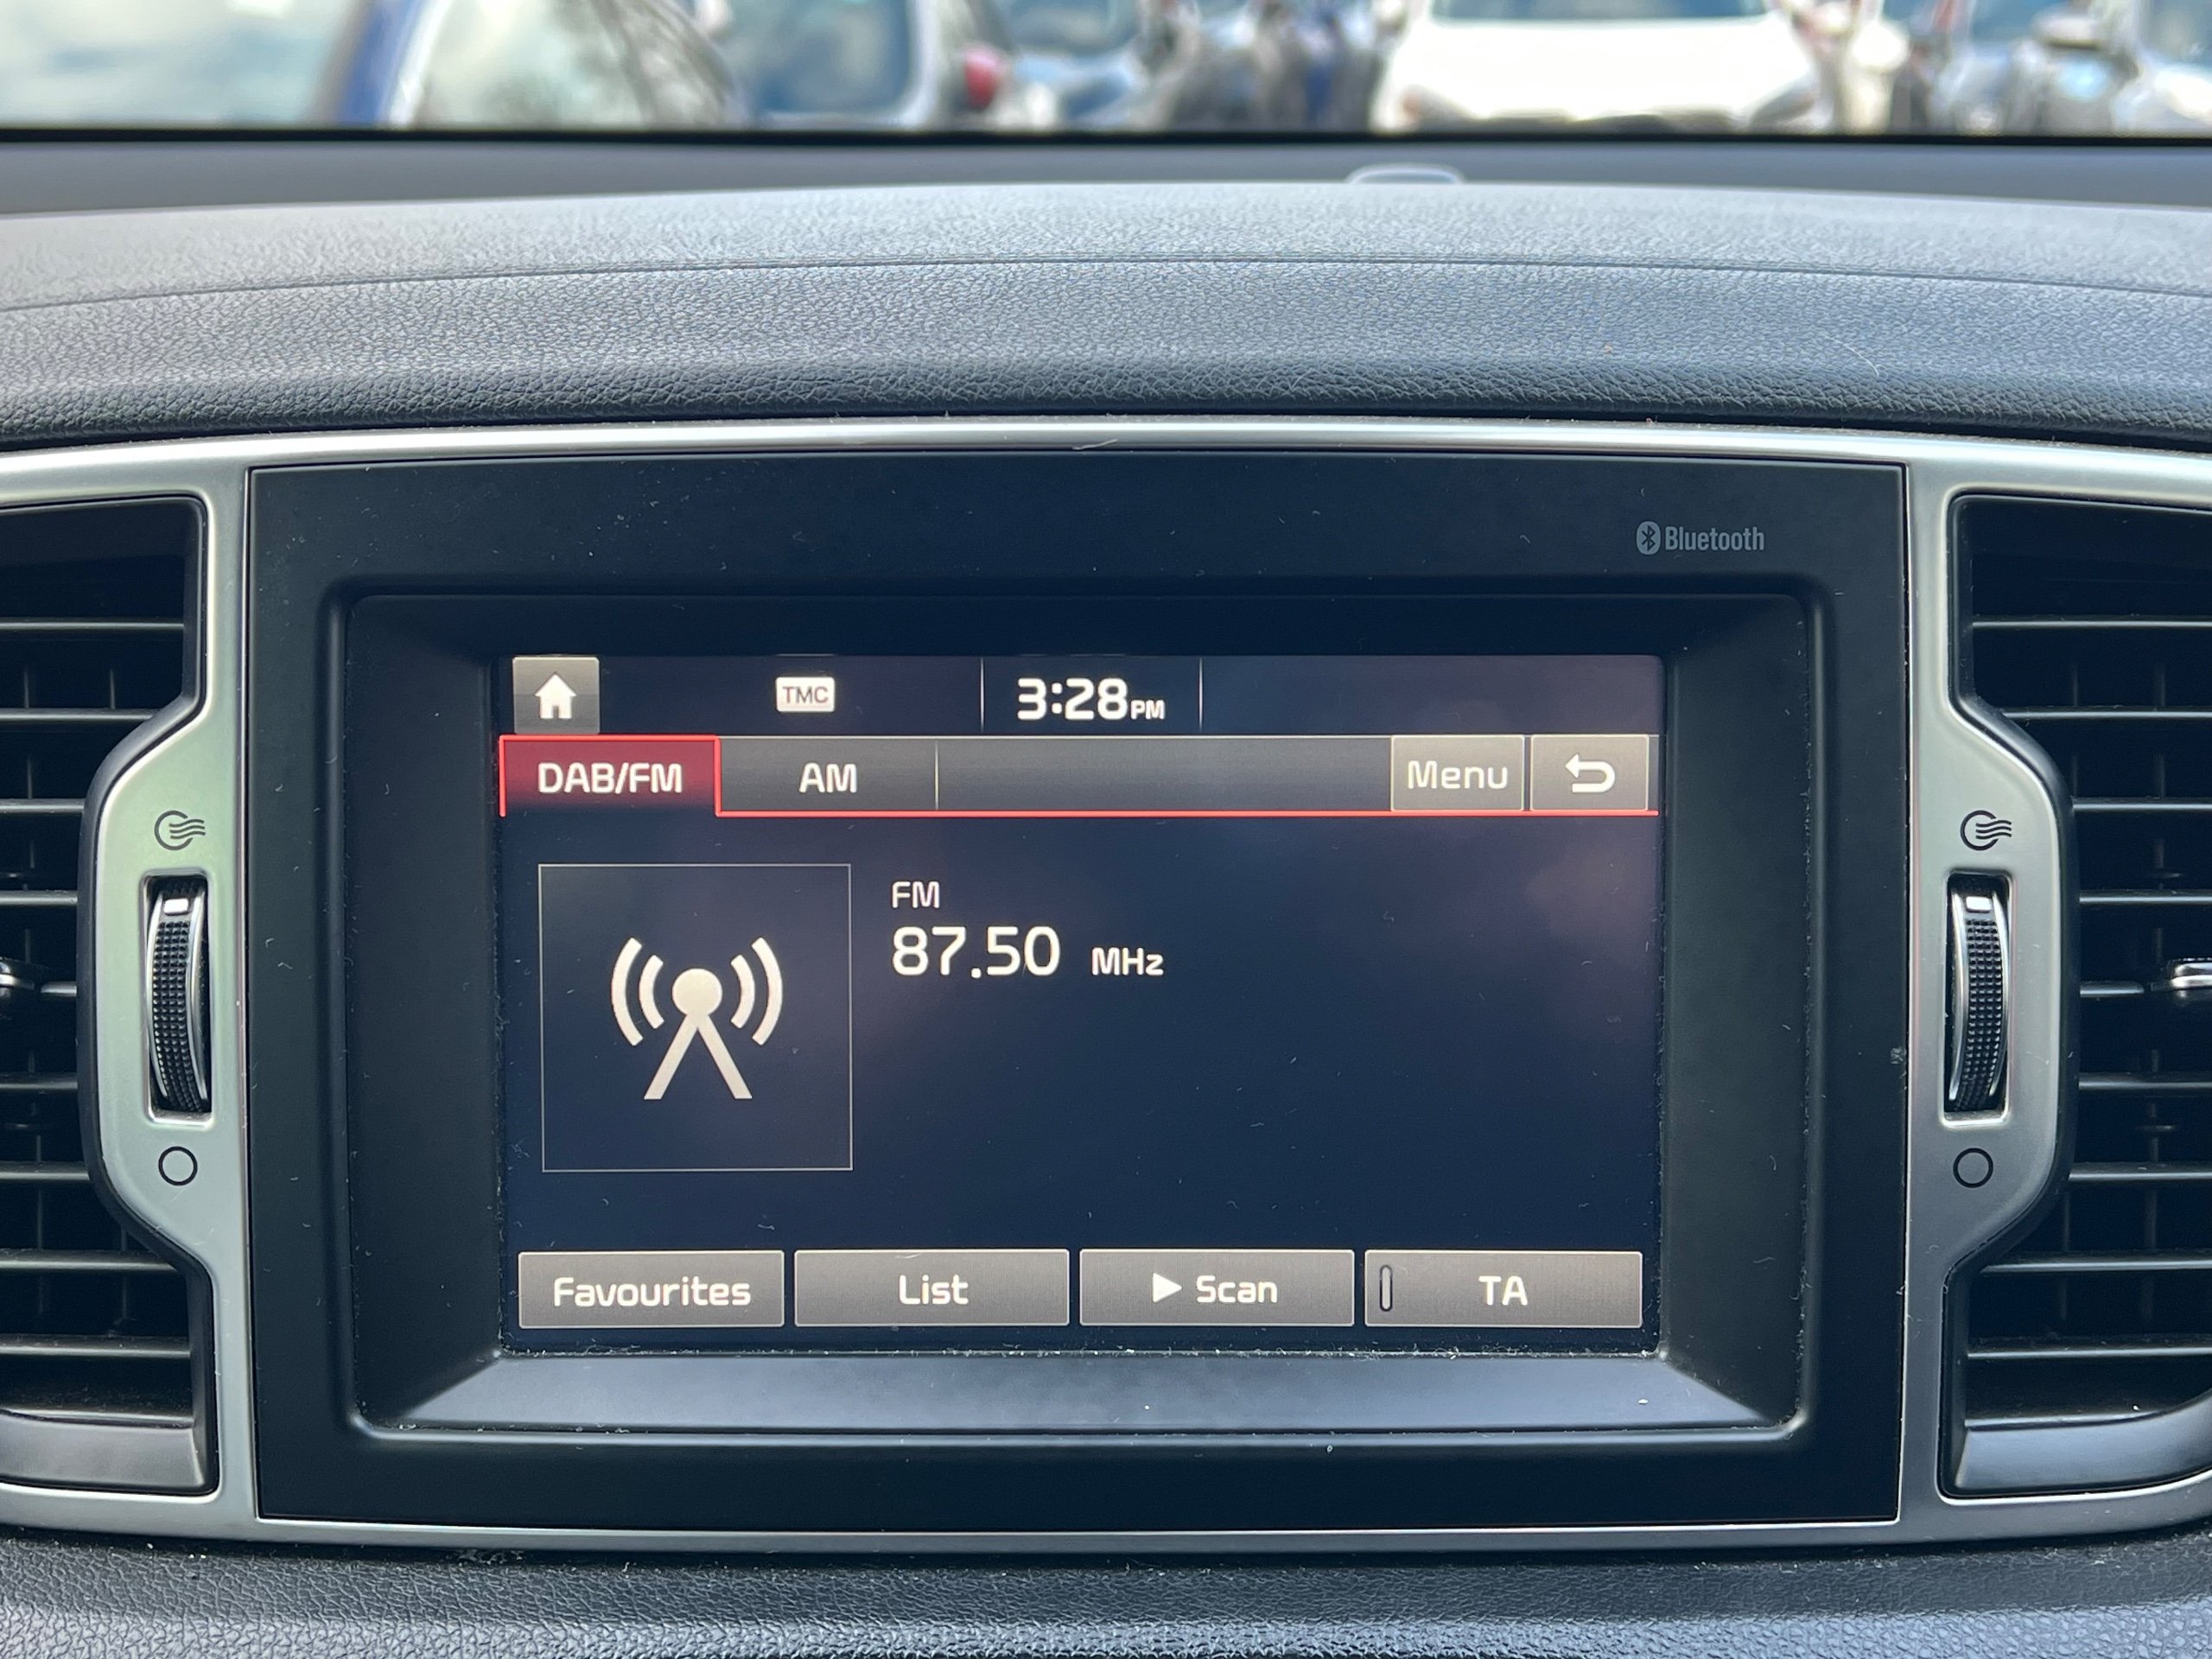 Bluetooth
TMC 3:28PM
DAB/FM AM Menu
FM
87.50 MHz
Favourites List Scan TA